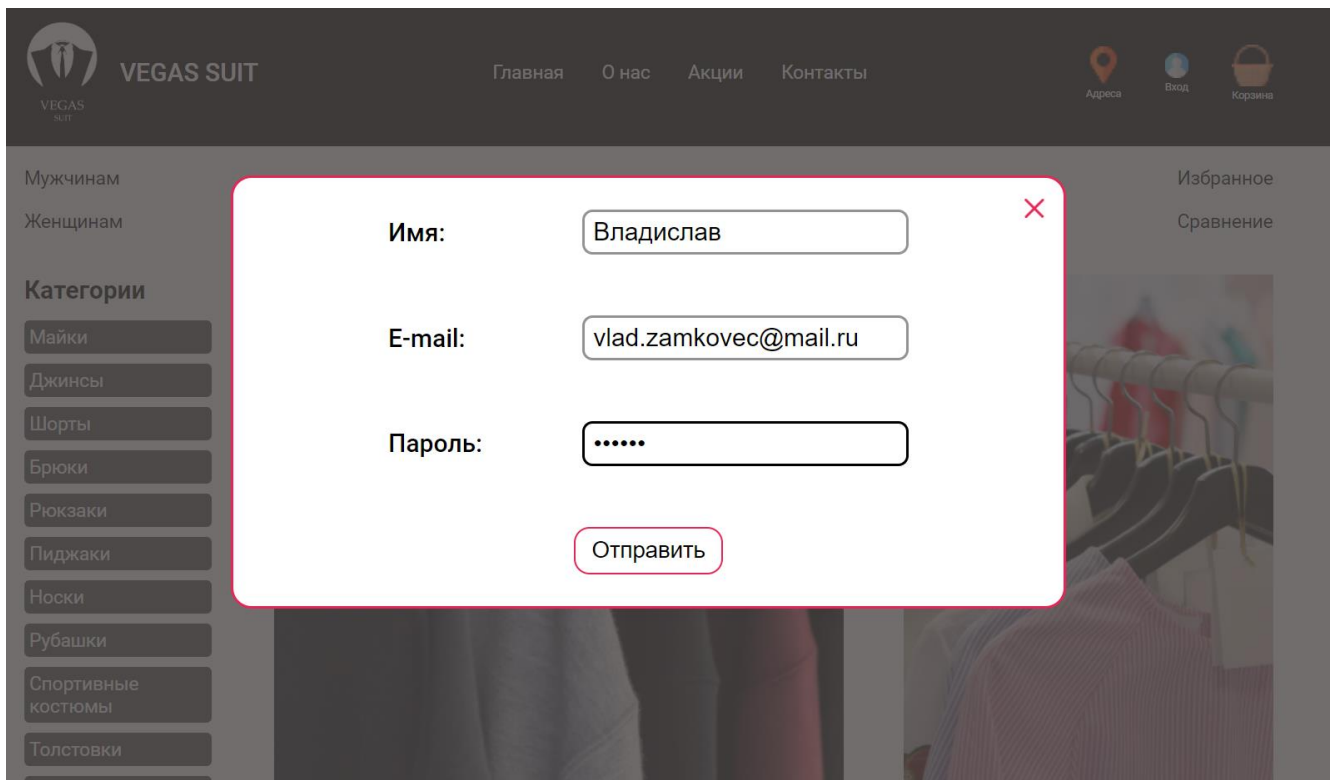 VEGAS SUIT
VEGAS
SUIT
Главная О нас Акции Контакты
Адреса
Вход
Корзина
Мужчинам
Женщинам
Избранное
Сравнение
Категории
Майки
Джинсы
Шорты
Брюки
Рюкзаки
Пиджаки
Носки
Рубашки
Спортивные
костюмы
Толстовки
Имя:
Владислав
E-mail:
vlad.zamkovec@mail.ru
Пароль:
••••••
Отправить